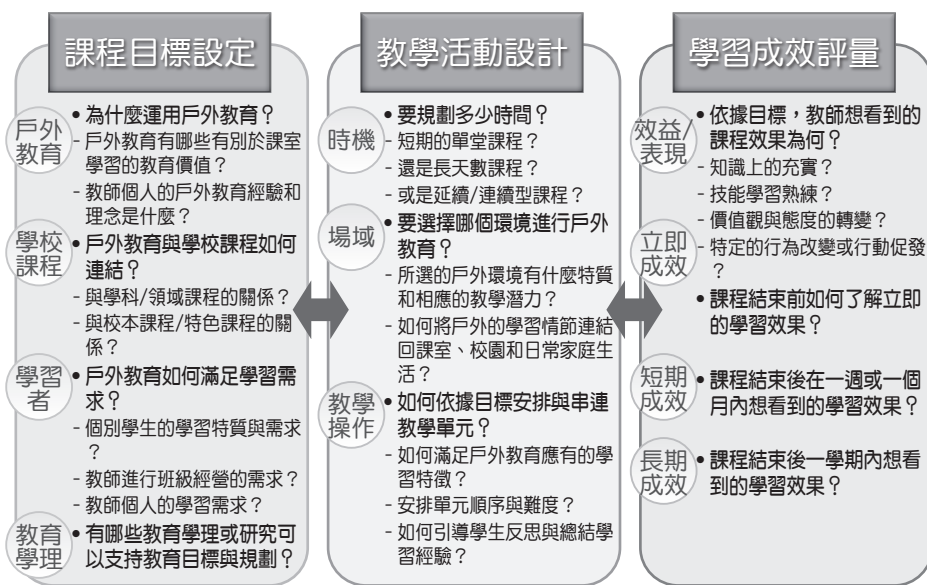 課程目標設定
戶外
教育
• 為什麼運用戶外教育？
- 戶外教育有哪些有別於課室
學習的教育價值？
- 教師個人的戶外教育經驗和
理念是什麼？
學校
課程
• 戶外教育與學校課程如何
連結？
- 與學科/領域課程的關係？
- 與校本課程/特色課程的關
係？
學習
者
• 戶外教育如何滿足學習需
求？
- 個別學生的學習特質與需求
？
- 教師進行班級經營的需求？
- 教師個人的學習需求？
教育
學理
• 有哪些教育學理或研究可
以支持教育目標與規劃？
教學活動設計
時機
• 要規劃多少時間？
- 短期的單堂課程？
- 還是長天數課程？
- 或是延續/連續型課程？
場域
• 要選擇哪個環境進行戶外
教育？
- 所選的戶外環境有什麼特質
和相應的教學潛力？
- 如何將戶外的學習情節連結
回課室、校園和日常家庭生
活？
教學
操作
• 如何依據目標安排與串連
教學單元？
- 如何滿足戶外教育應有的學
習特徵？
- 安排單元順序與難度？
- 如何引導學生反思與總結學
習經驗？
學習成效評量
效益/
表現
• 依據目標，教師想看到的
課程效果為何？
- 知識上的充實？
- 技能學習熟練？
- 價值觀與態度的轉變？
- 特定的行為改變或行動促發
？
立即
成效
• 課程結束前如何了解立即
的學習效果？
短期
成效
• 課程結束後在一週或一個
月內想看到的學習效果？
長期
成效
• 課程結束後一學期內想看
到的學習效果？